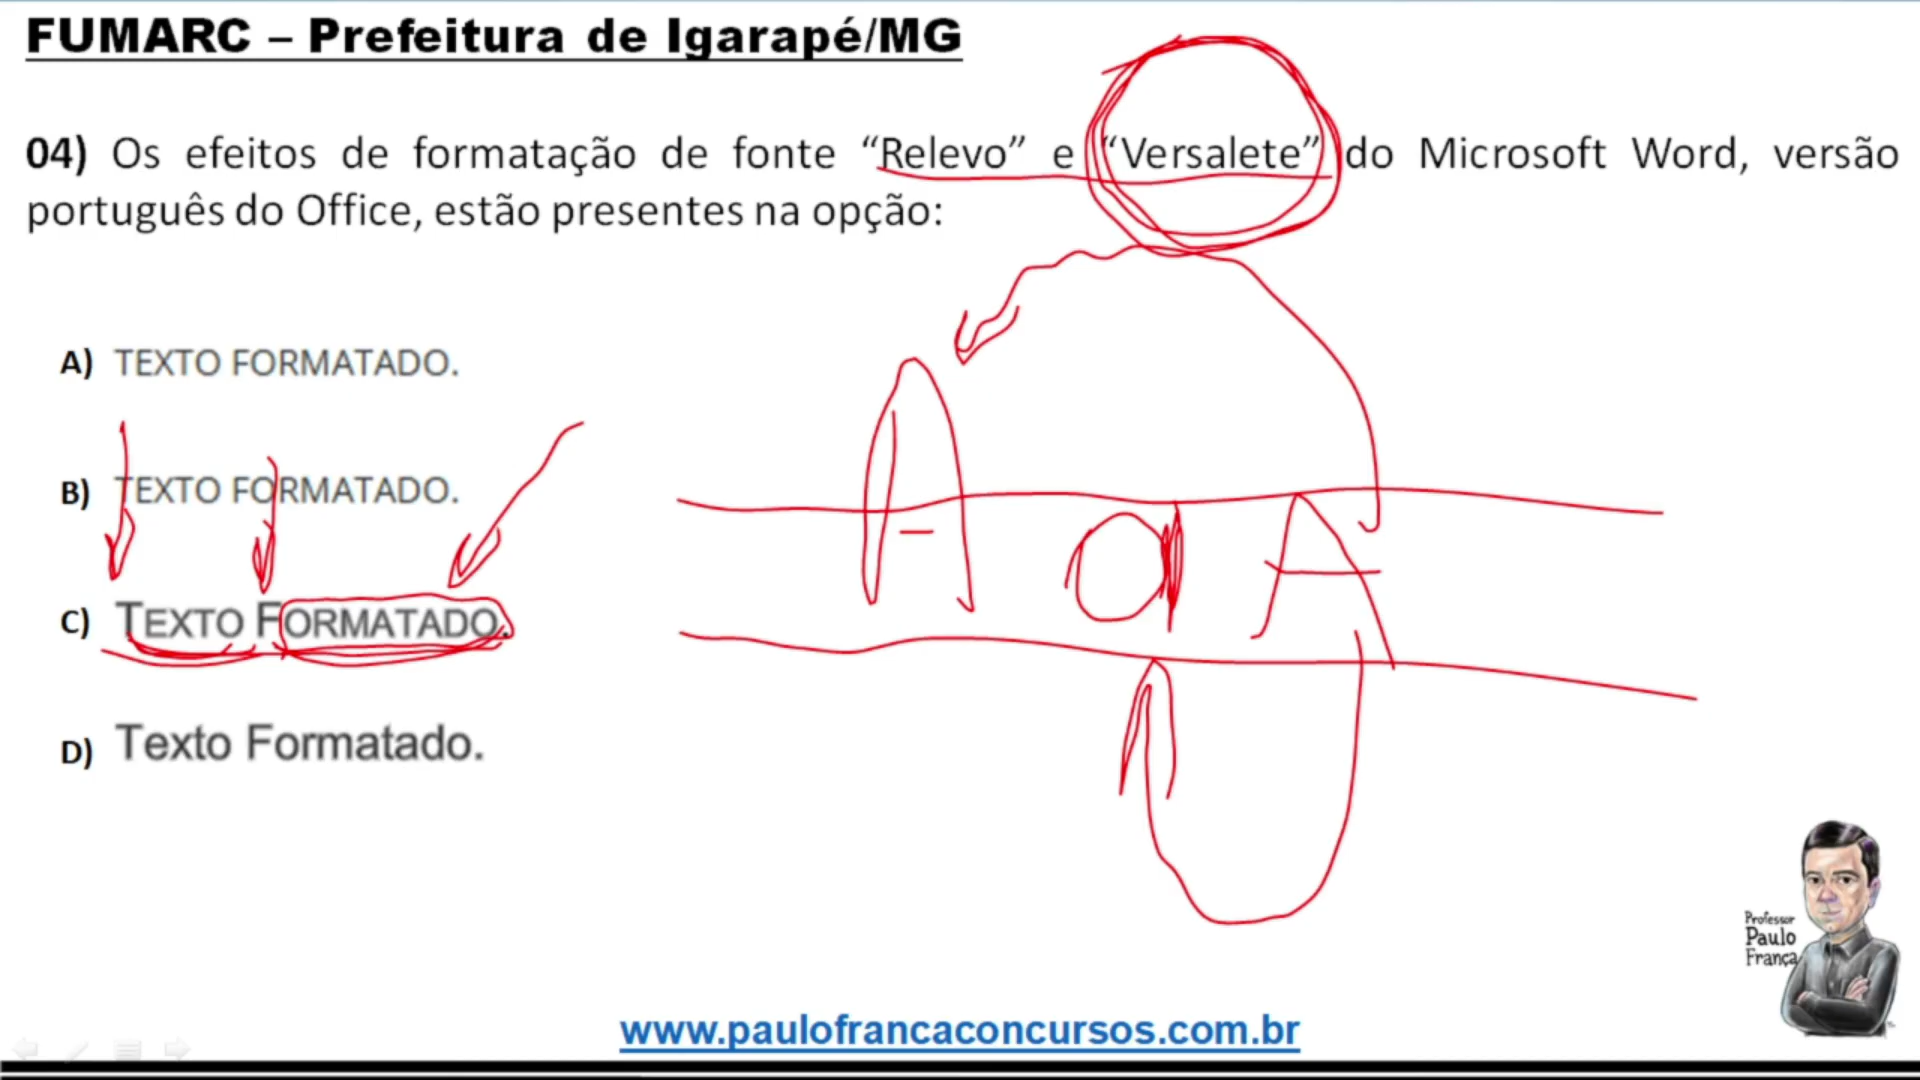 FUMARC – Prefeitura de Igarapé/MG
04) Os efeitos de formatação de fonte “Relevo” e “Versalete” do Microsoft Word, versão
português do Office, estão presentes na opção:
A) TEXTO FORMATADO.
B) TEXTO FORMATADO.
C) TEXTO FORMATADO.
D) Texto Formatado.
A a A
Professor
Paulo
França
www.paulofrancaconcursos.com.br